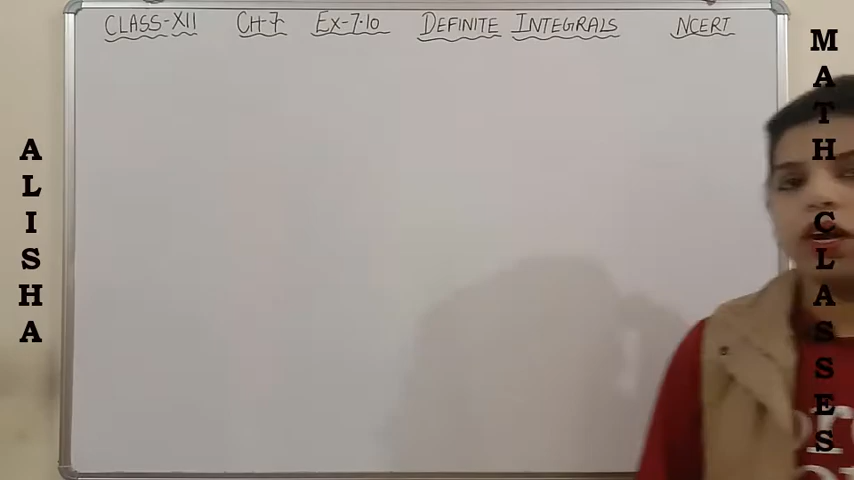 CLASS-XII CH-7 EX-7.10 DEFINITE INTEGRALS NCERT
ALISHA
MATH CLASSES